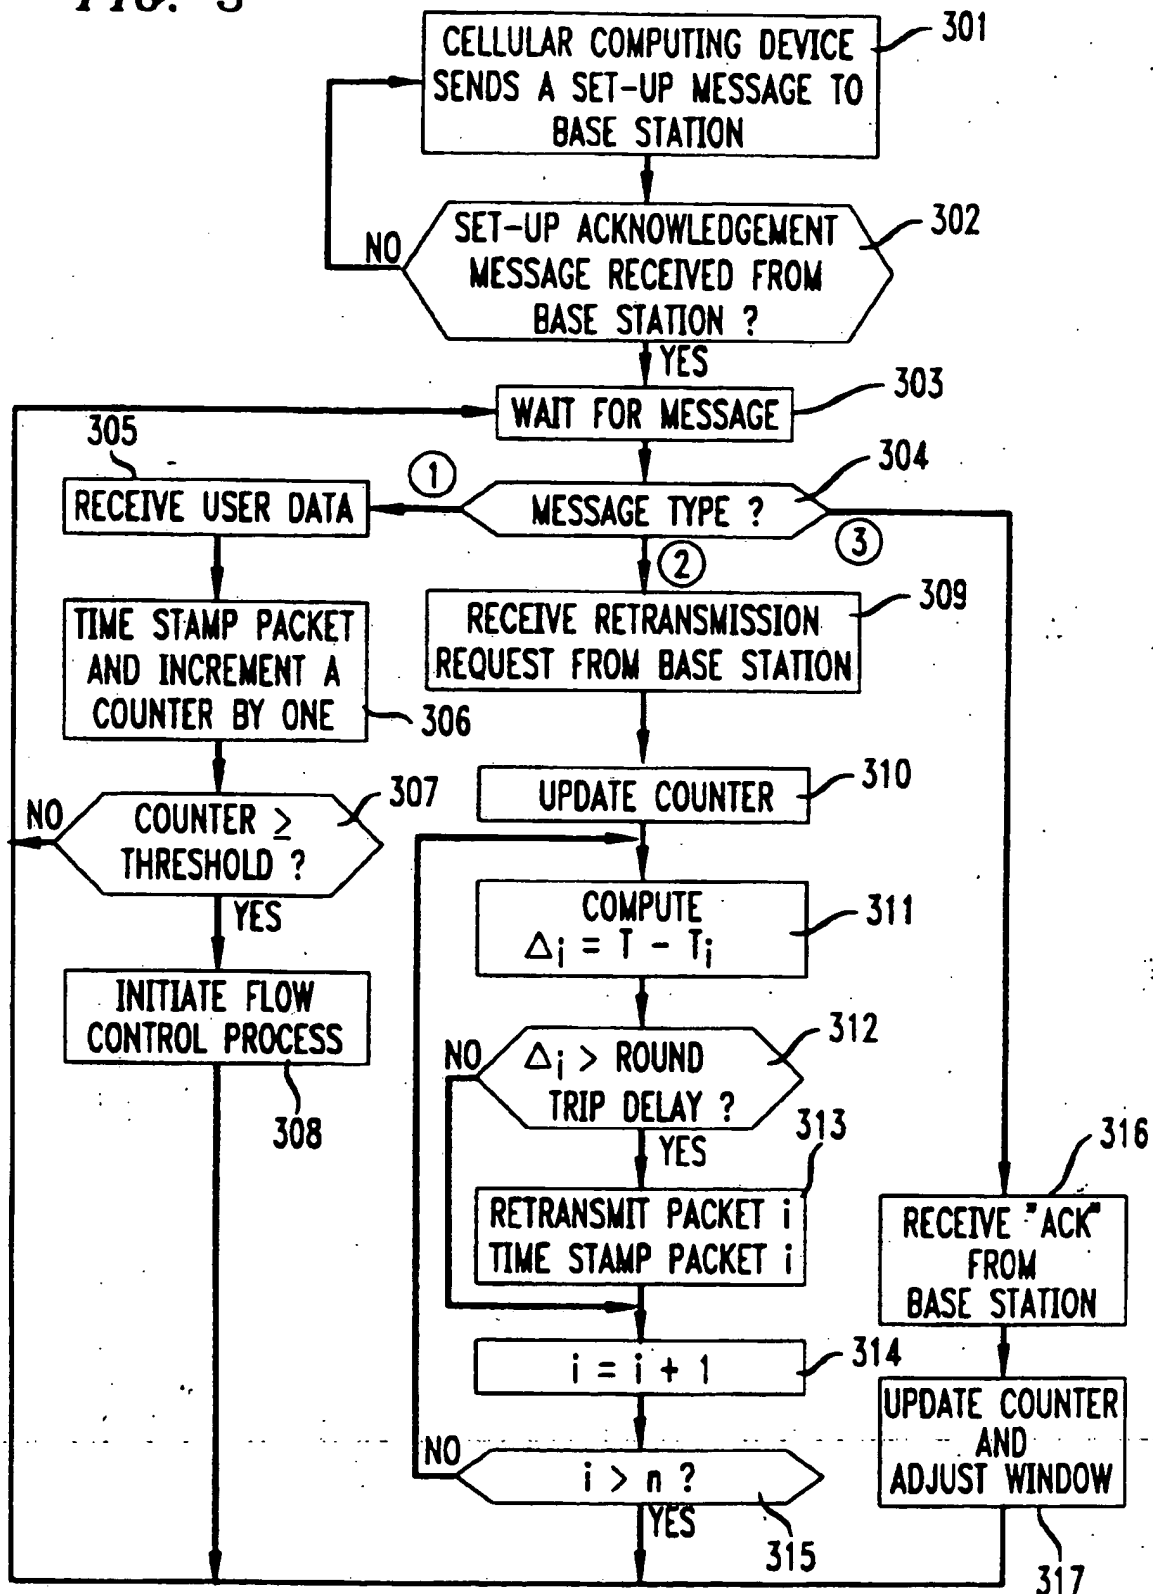 FIG. 3
CELLULAR COMPUTING DEVICE
SENDS A SET-UP MESSAGE TO
BASE STATION
301
SET-UP ACKNOWLEDGEMENT
MESSAGE RECEIVED FROM
BASE STATION ?
302
NO
YES
WAIT FOR MESSAGE
303
MESSAGE TYPE ?
304
1
2
3
305
RECEIVE USER DATA
TIME STAMP PACKET
AND INCREMENT A
COUNTER BY ONE
306
COUNTER ≥
THRESHOLD ?
307
NO
YES
INITIATE FLOW
CONTROL PROCESS
308
RECEIVE RETRANSMISSION
REQUEST FROM BASE STATION
309
UPDATE COUNTER
310
COMPUTE
Δi = T - Ti
311
Δi > ROUND
TRIP DELAY ?
312
NO
YES
313
RETRANSMIT PACKET i
TIME STAMP PACKET i
i = i + 1
314
i > n ?
315
NO
YES
316
RECEIVE "ACK"
FROM
BASE STATION
UPDATE COUNTER
AND
ADJUST WINDOW
317